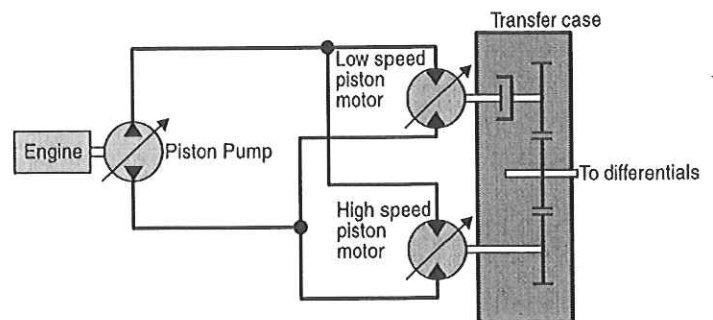 Transfer case
Low speed
piston
motor
Engine
Piston Pump
To differentials
High speed
piston
motor